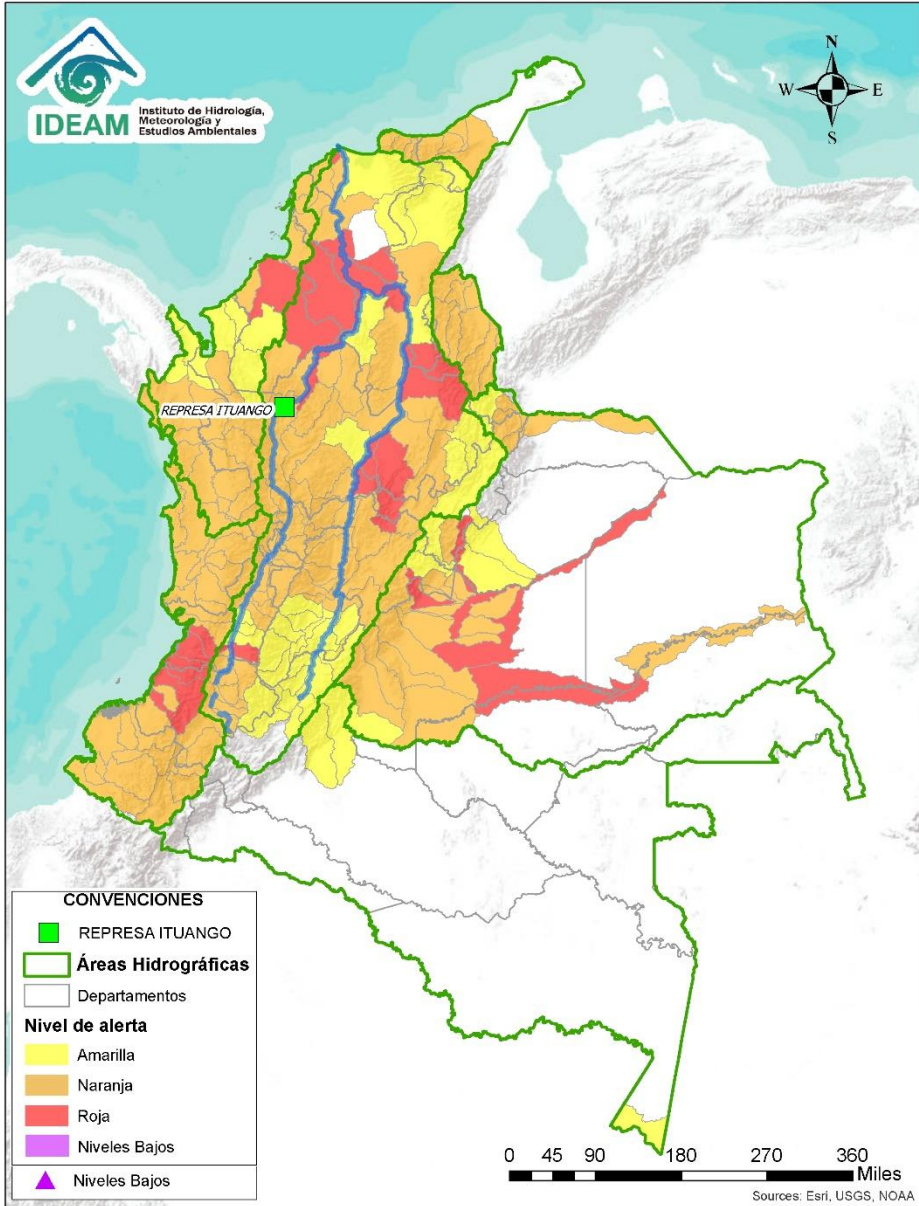 IDEAM
Instituto de Hidrología,
Meteorología y
Estudios Ambientales
N
W
E
S
REPRESA ITUANGO
CONVENCIONES
REPRESA ITUANGO
Áreas Hidrográficas
Departamentos
Nivel de alerta
Amarilla
Naranja
Roja
Niveles Bajos
Niveles Bajos
0 45 90 180 270 360
Miles
Sources: Esri, USGS, NOAA